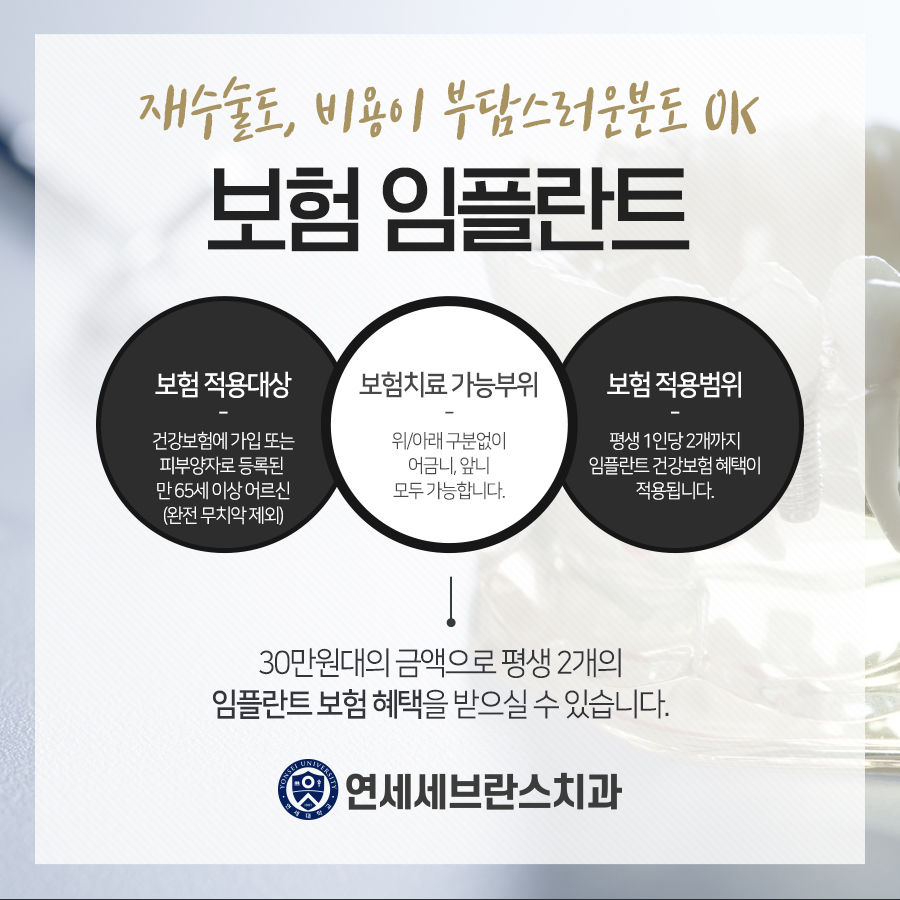 재수술도, 비용이 부담스러운분도 OK
보험 임플란트
보험 적용대상
-
건강보험에 가입 또는
피부양자로 등록된
만 65세 이상 어르신
(완전 무치악 제외)
보험치료 가능부위
-
위/아래 구분없이
어금니, 앞니
모두 가능합니다.
보험 적용범위
-
평생 1인당 2개까지
임플란트 건강보험 혜택이
적용됩니다.
30만원대의 금액으로 평생 2개의
임플란트 보험 혜택을 받으실 수 있습니다.
YONSEI UNIVERSITY
연세대학교
연세세브란스치과